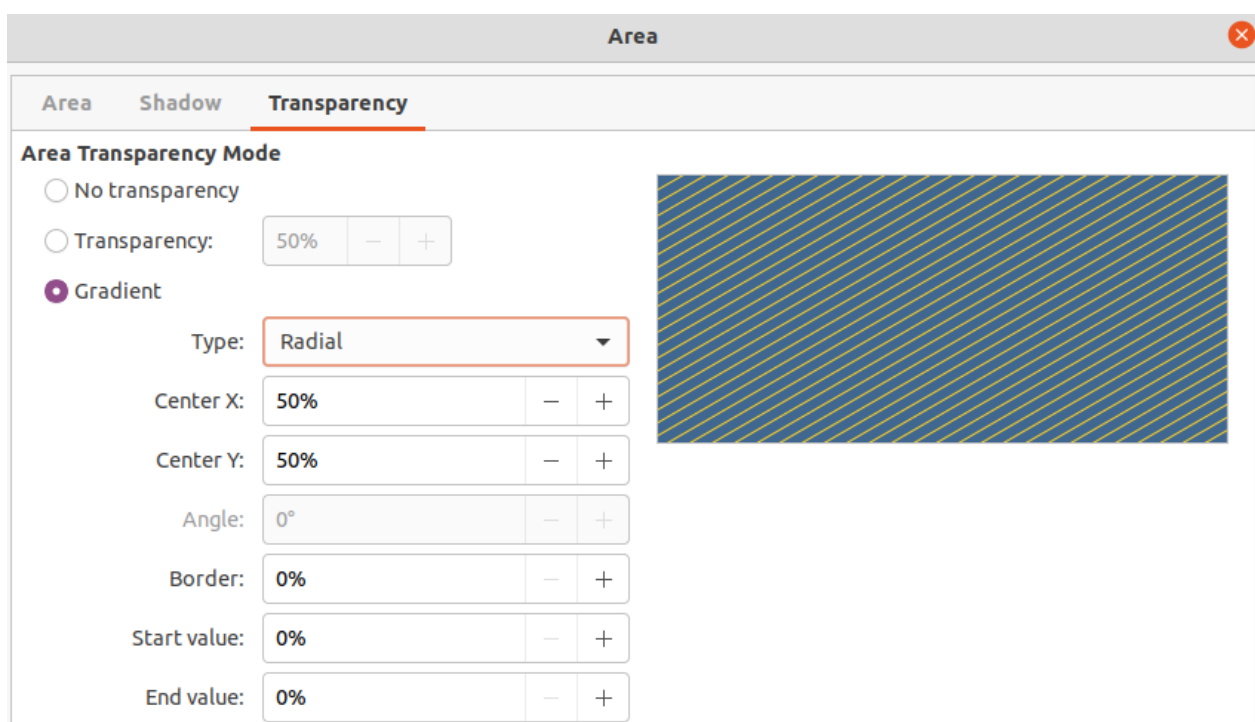 Area
Area Shadow Transparency
Area Transparency Mode
No transparency
Transparency: 50% − +
Gradient
Type: Radial
Center X: 50% − +
Center Y: 50% − +
Angle: 0° − +
Border: 0% − +
Start value: 0% − +
End value: 0% − +